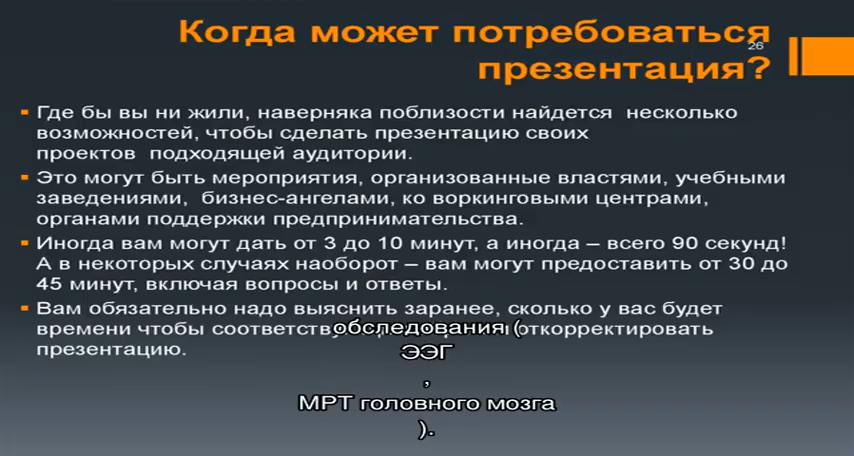 Когда может потребоваться
26
презентация?
Где бы вы ни жили, наверняка поблизости найдется несколько
возможностей, чтобы сделать презентацию своих
проектов подходящей аудитории.
Это могут быть мероприятия, организованные властями, учебными
заведениями, бизнес-ангелами, ко воркинговыми центрами,
органами поддержки предпринимательства.
Иногда вам могут дать от 3 до 10 минут, а иногда – всего 90 секунд!
А в некоторых случаях наоборот – вам могут предоставить от 30 до
45 минут, включая вопросы и ответы.
Вам обязательно надо выяснить заранее, сколько у вас будет
времени чтобы откорректировать
презентацию.
обследования (
ЭЭГ
,
МРТ головного мозга
).